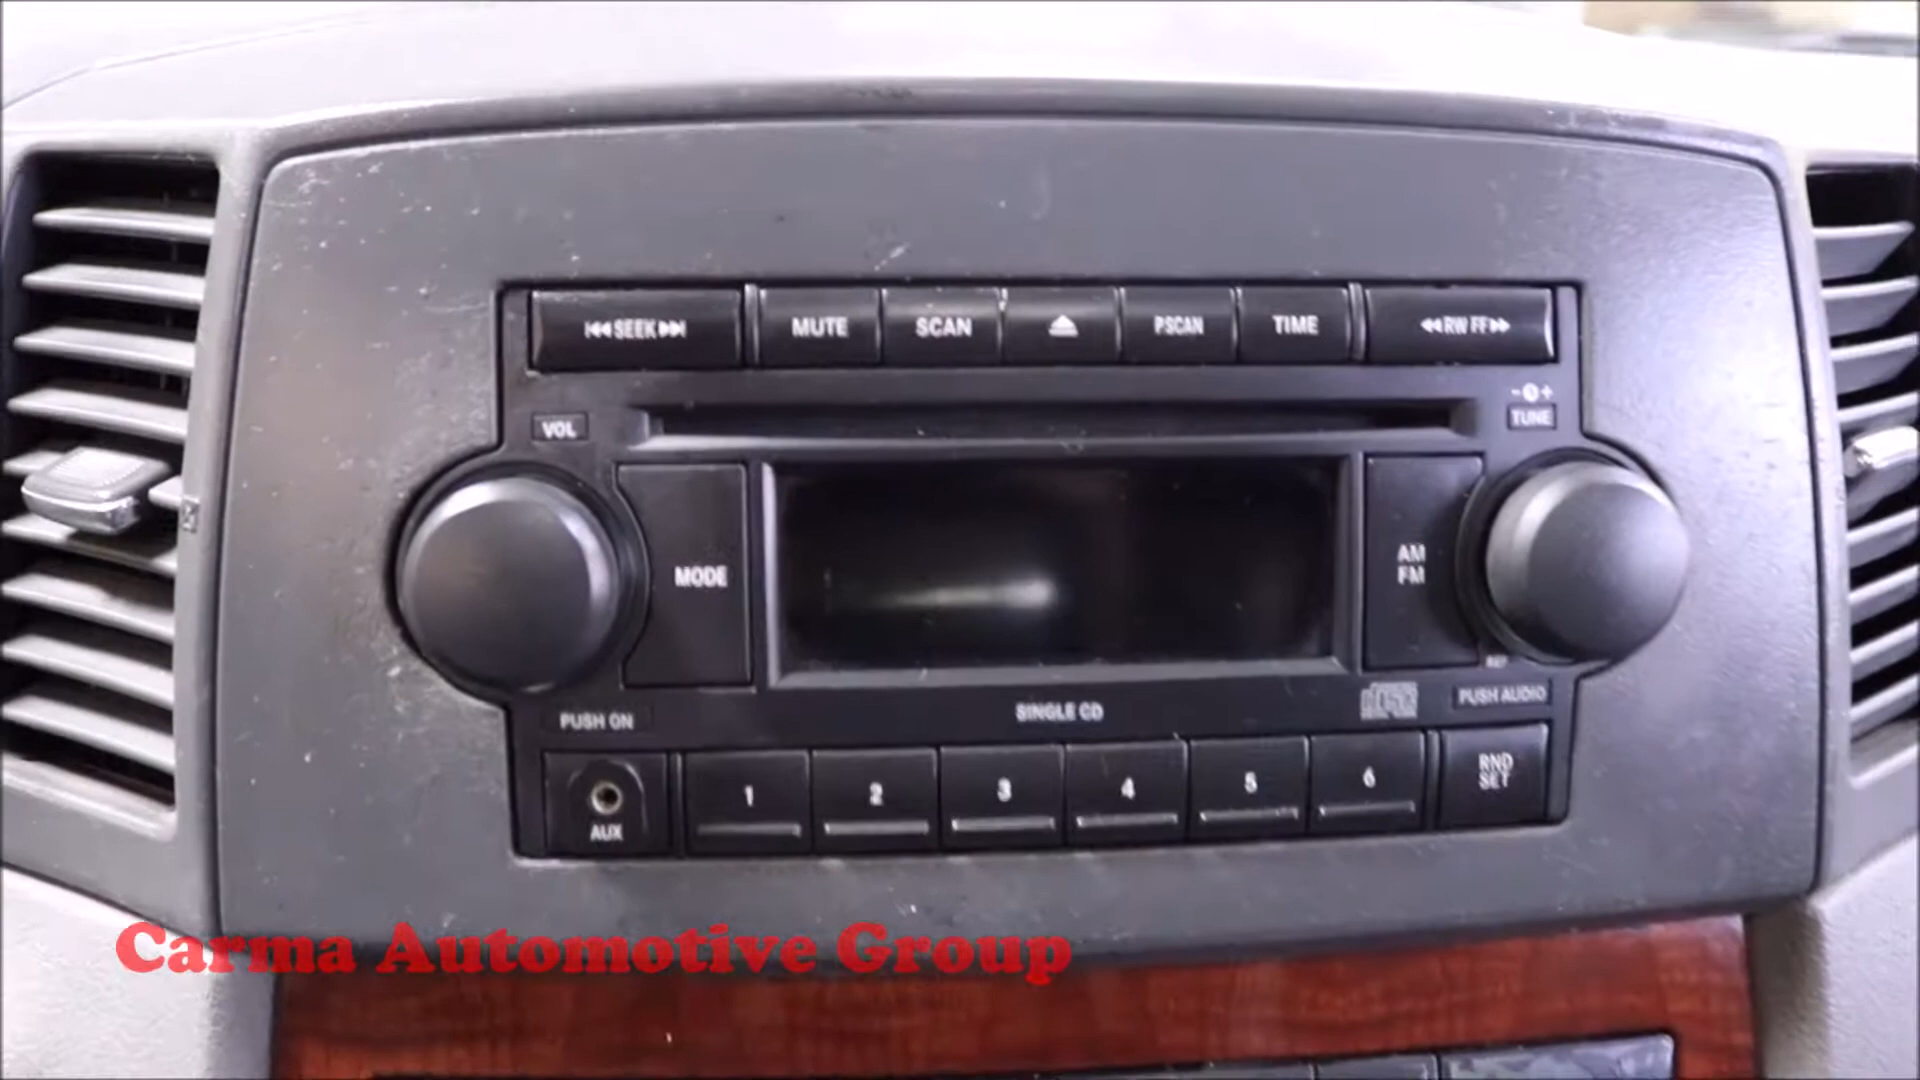 SEEK
MUTE
SCAN
PSCAN
TIME
RW FF
VOL
TUNE
MODE
AM
FM
PUSH ON
SINGLE CD
PUSH AUDIO
AUX
1
2
3
4
5
6
RND
SET
Carma Automotive Group